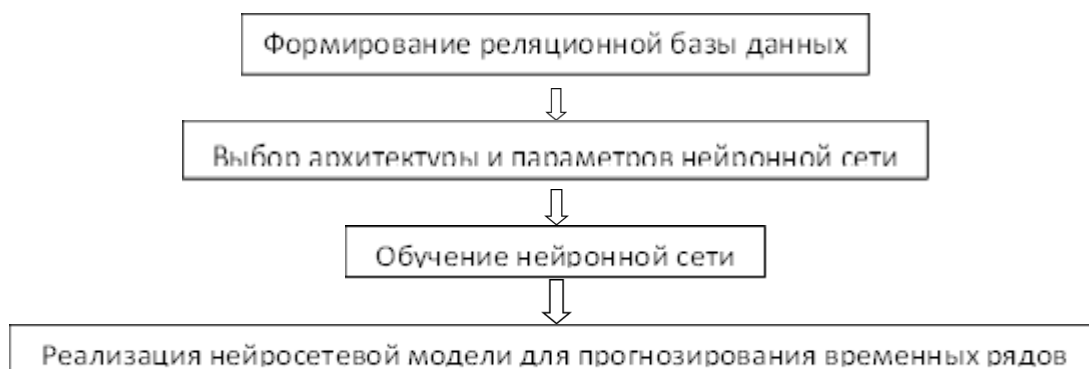 Формирование реляционной базы данных
Выбор архитектуры и параметров нейронной сети
Обучение нейронной сети
Реализация нейросетевой модели для прогнозирования временных рядов